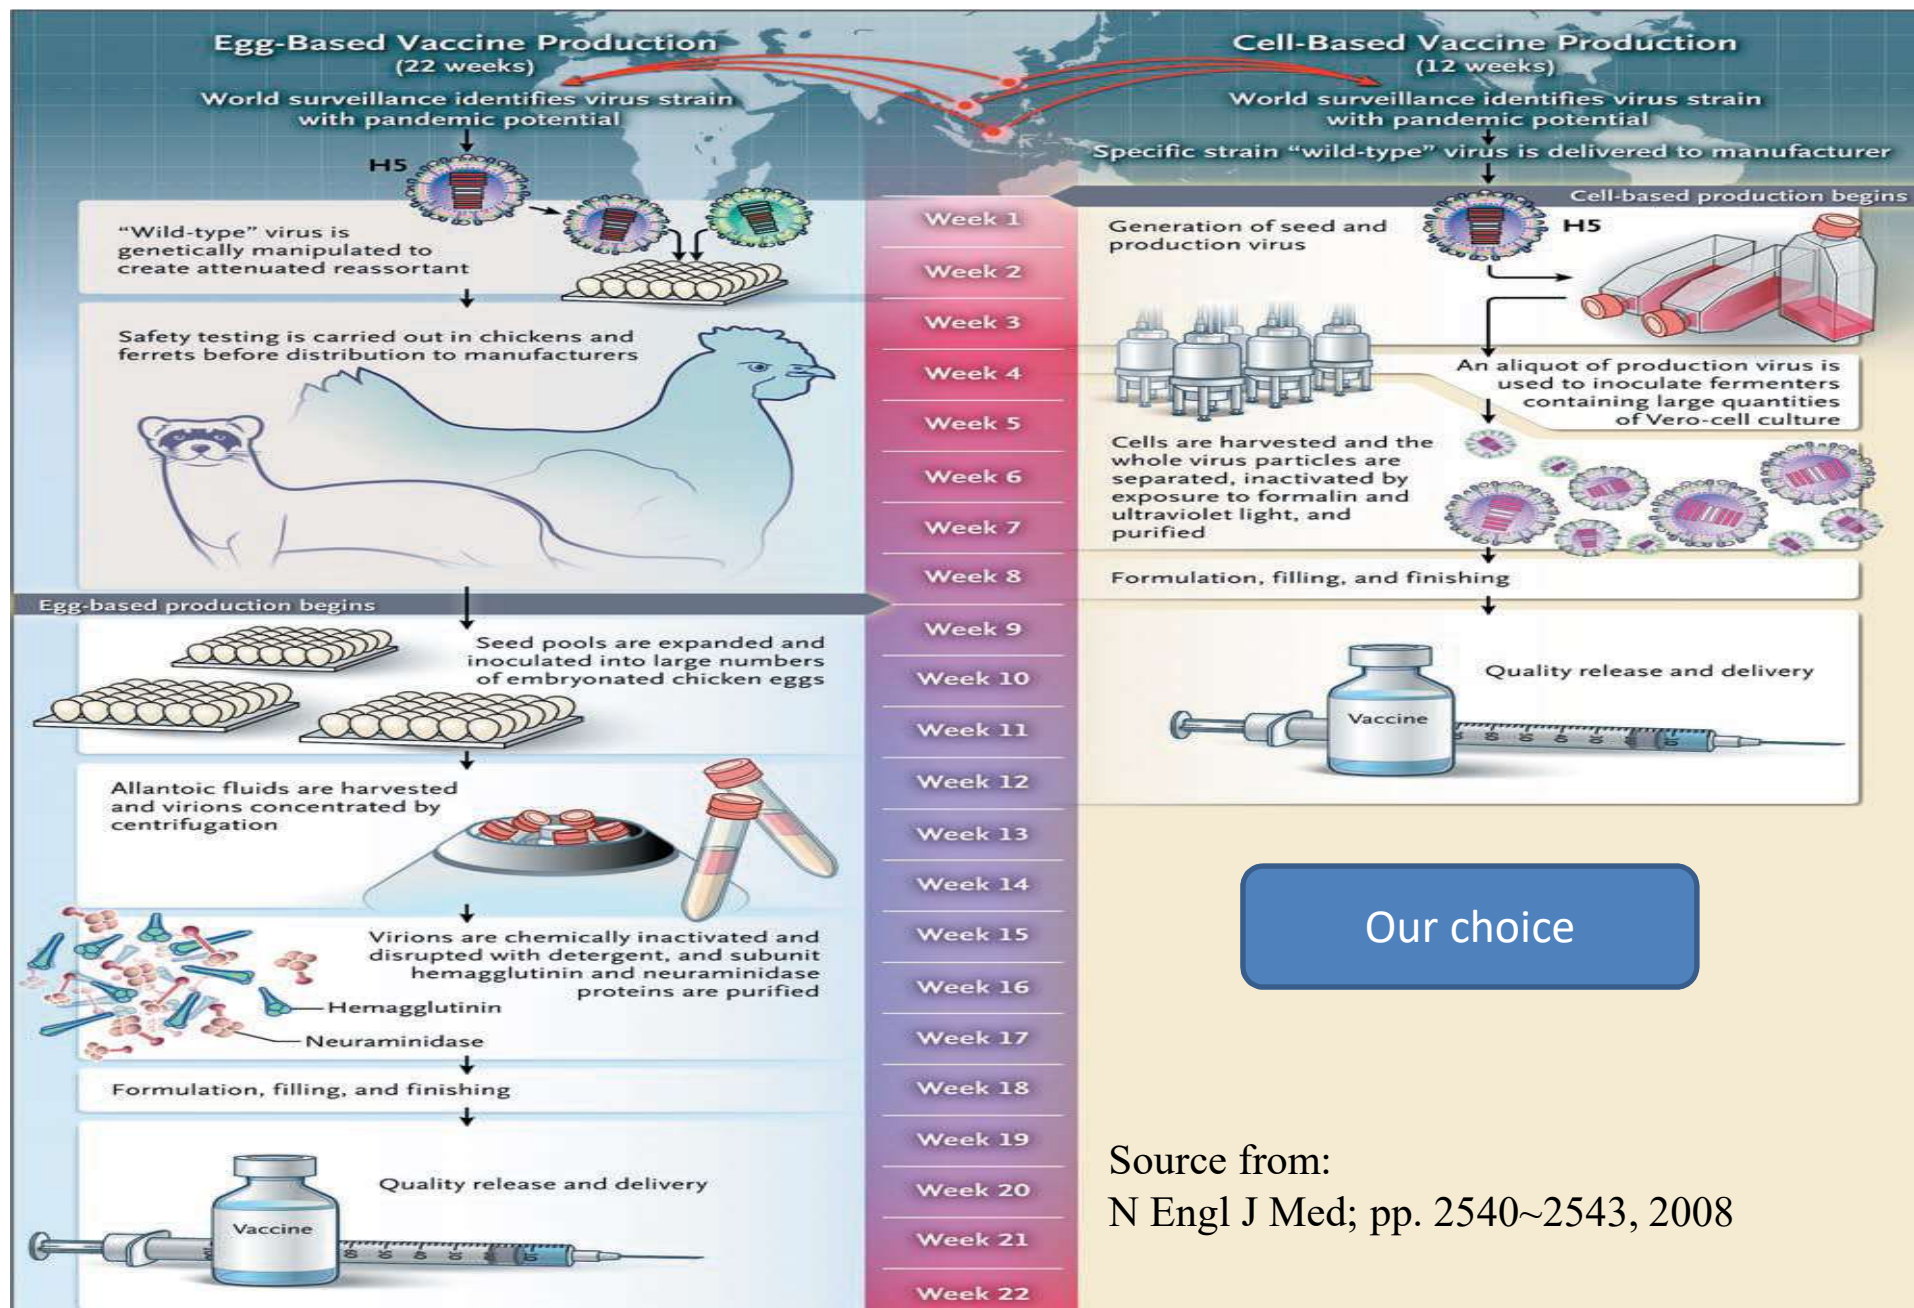 Egg-Based Vaccine Production
(22 weeks)
World surveillance identifies virus strain
with pandemic potential
H5
"Wild-type" virus is
genetically manipulated to
create attenuated reassortant
Safety testing is carried out in chickens and
ferrets before distribution to manufacturers
Egg-based production begins
Seed pools are expanded and
inoculated into large numbers
of embryonated chicken eggs
Allantoic fluids are harvested
and virions concentrated by
centrifugation
Virions are chemically inactivated and
disrupted with detergent, and subunit
hemagglutinin and neuraminidase
proteins are purified
Hemagglutinin
Neuraminidase
Formulation, filling, and finishing
Quality release and delivery
Vaccine
60 50 40 30 10
Week 1
Week 2
Week 3
Week 4
Week 5
Week 6
Week 7
Week 8
Week 9
Week 10
Week 11
Week 12
Week 13
Week 14
Week 15
Week 16
Week 17
Week 18
Week 19
Week 20
Week 21
Week 22
Cell-Based Vaccine Production
(12 weeks)
World surveillance identifies virus strain
with pandemic potential
Specific strain "wild-type" virus is delivered to manufacturer
Cell-based production begins
Generation of seed and
production virus
H5
An aliquot of production virus is
used to inoculate fermenters
containing large quantities
of Vero-cell culture
Cells are harvested and the
whole virus particles are
separated, inactivated by
exposure to formalin and
ultraviolet light, and
purified
Formulation, filling, and finishing
Quality release and delivery
Vaccine
60 50 40 30 10
Our choice
Source from:
N Engl J Med; pp. 2540~2543, 2008